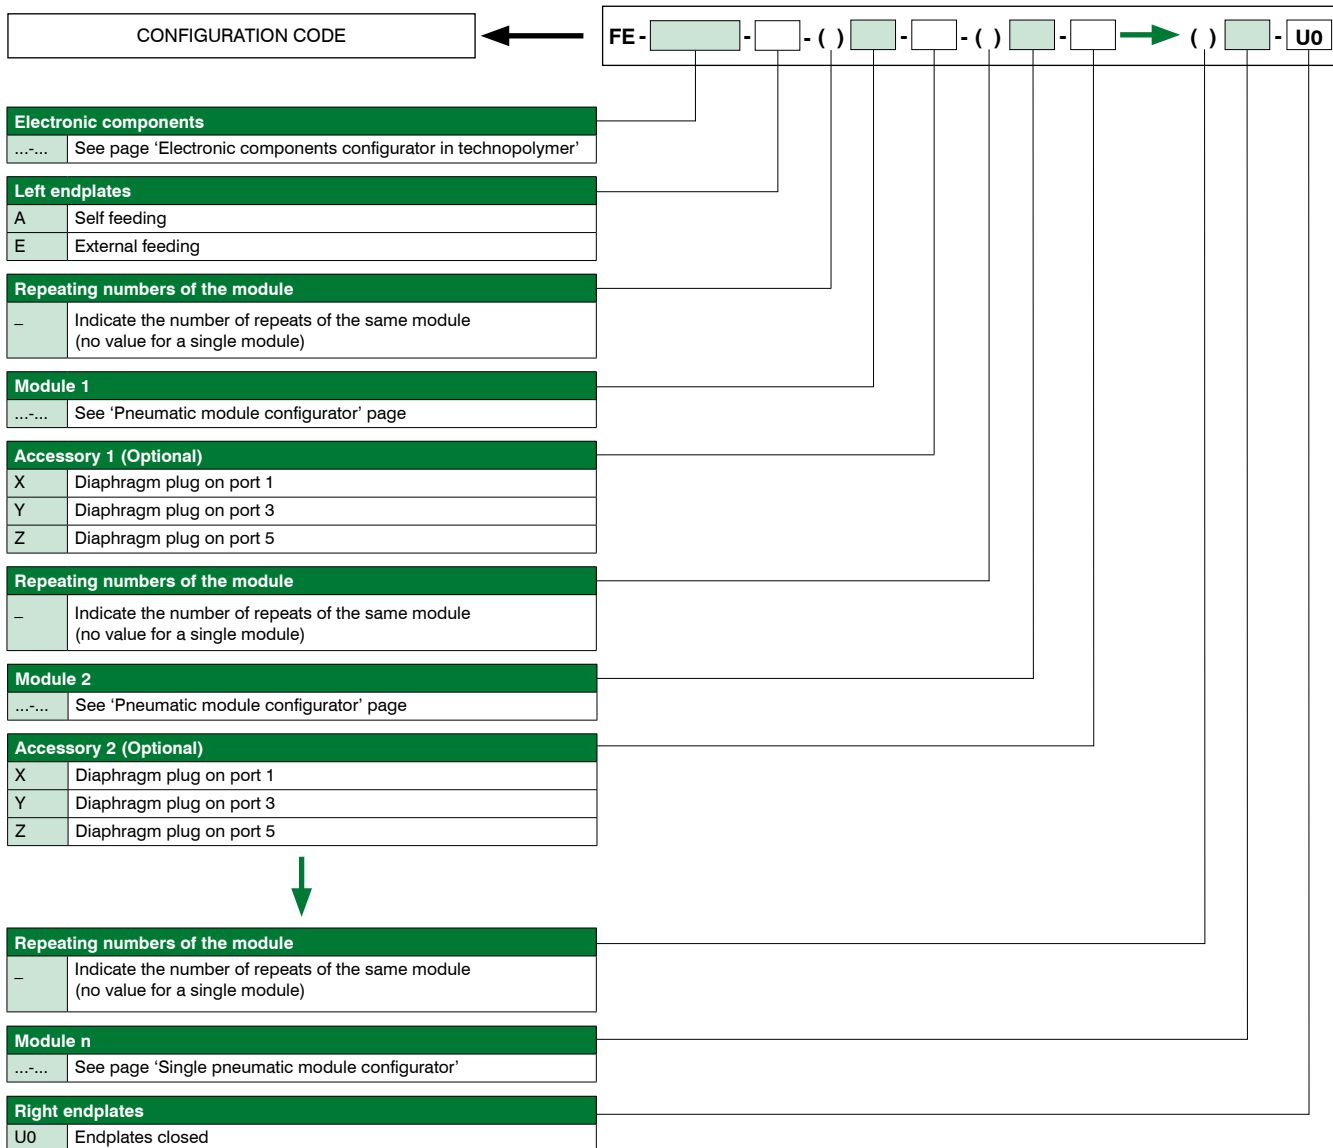 CONFIGURATION CODE
FE - - - ( ) - - ( ) - ( ) - U0
Electronic components
...-... See page ‘Electronic components configurator in technopolymer’
Left endplates
A Self feeding
E External feeding
Repeating numbers of the module
– Indicate the number of repeats of the same module
(no value for a single module)
Module 1
...-... See ‘Pneumatic module configurator’ page
Accessory 1 (Optional)
X Diaphragm plug on port 1
Y Diaphragm plug on port 3
Z Diaphragm plug on port 5
Repeating numbers of the module
– Indicate the number of repeats of the same module
(no value for a single module)
Module 2
...-... See ‘Pneumatic module configurator’ page
Accessory 2 (Optional)
X Diaphragm plug on port 1
Y Diaphragm plug on port 3
Z Diaphragm plug on port 5
Repeating numbers of the module
– Indicate the number of repeats of the same module
(no value for a single module)
Module n
...-... See page ‘Single pneumatic module configurator’
Right endplates
U0 Endplates closed